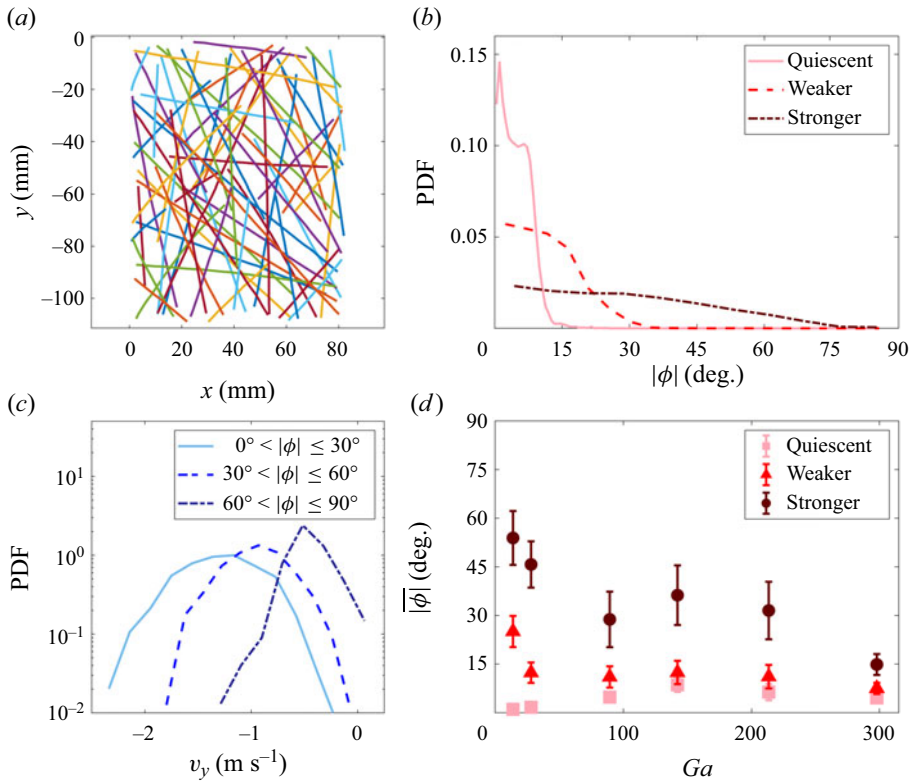 (a)
0
–20
–40
–60
–80
–100
y (mm)
0 20 40 60 80
x (mm)
(b)
0.15
0.10
0.05
PDF
Quiescent
Weaker
Stronger
0 15 30 45 60 75 90
|ϕ| (deg.)
(c)
10¹
10⁰
10⁻¹
10⁻²
PDF
0° < |ϕ| ≤ 30°
30° < |ϕ| ≤ 60°
60° < |ϕ| ≤ 90°
–2 –1 0
v_y (m s⁻¹)
(d)
90
75
60
45
30
15
|ϕ̅| (deg.)
Quiescent
Weaker
Stronger
0 100 200 300
Ga